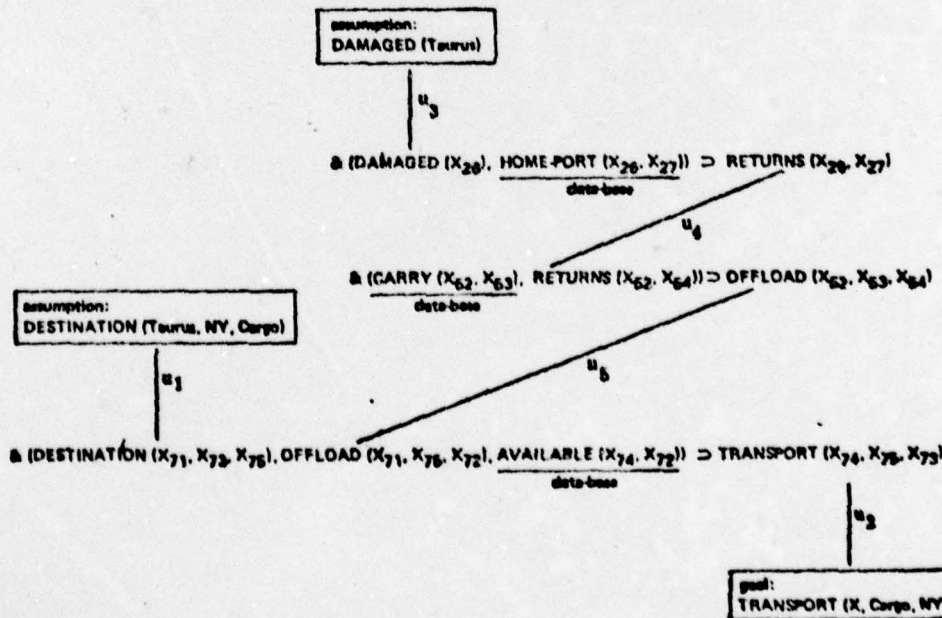 assumption:
DAMAGED (Taurus)
u3
& (DAMAGED (X26), HOME-PORT (X26, X27)) ⊃ RETURNS (X26, X27)
data-base
u4
& (CARRY (X52, X53), RETURNS (X52, X54)) ⊃ OFFLOAD (X52, X53, X54)
data-base
assumption:
DESTINATION (Taurus, NY, Cargo)
u5
u1
& (DESTINATION (X71, X73, X75), OFFLOAD (X71, X75, X72), AVAILABLE (X74, X72)) ⊃ TRANSPORT (X74, X75, X73)
data-base
u2
goal:
TRANSPORT (X, Cargo, NY